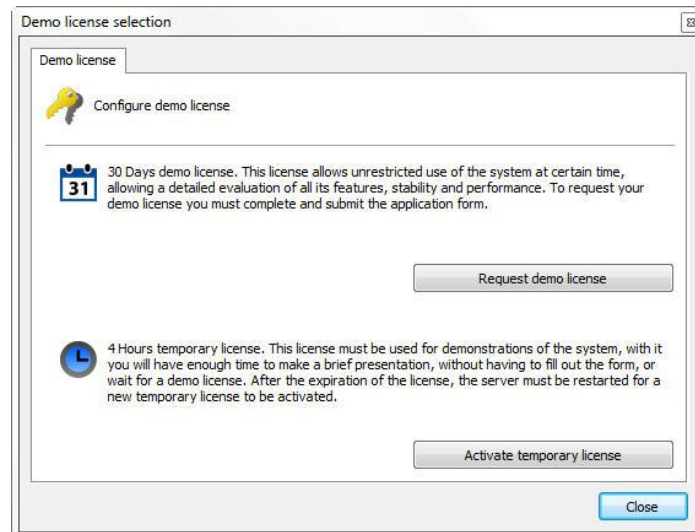 Demo license selection
Demo license
Configure demo license
31
30 Days demo license. This license allows unrestricted use of the system at certain time,
allowing a detailed evaluation of all its features, stability and performance. To request your
demo license you must complete and submit the application form.
Request demo license
4 Hours temporary license. This license must be used for demonstrations of the system, with it
you will have enough time to make a brief presentation, without having to fill out the form, or
wait for a demo license. After the expiration of the license, the server must be restarted for a
new temporary license to be activated.
Activate temporary license
Close